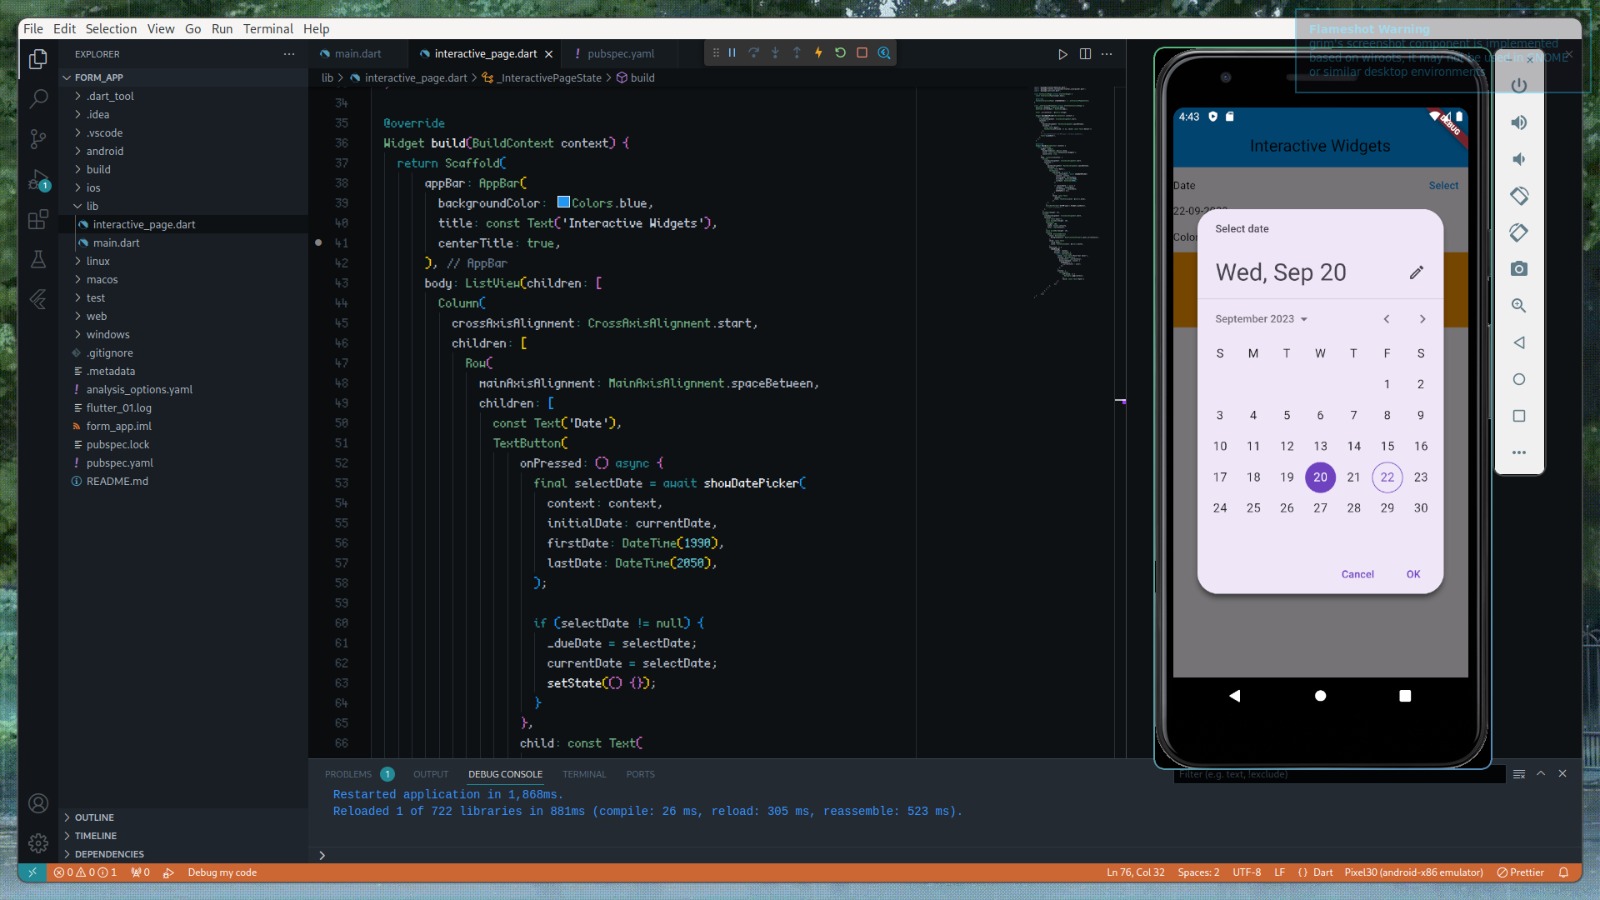 File Edit Selection View Go Run Terminal Help
EXPLORER
FORM_APP
.dart_tool
.idea
.vscode
android
build
ios
lib
interactive_page.dart
main.dart
linux
macos
test
web
windows
.gitignore
.metadata
analysis_options.yaml
flutter_01.log
form_app.iml
pubspec.lock
pubspec.yaml
README.md
OUTLINE
TIMELINE
DEPENDENCIES
1
main.dart
interactive_page.dart
pubspec.yaml
lib > interactive_page.dart > _InteractivePageState > build
34
35 @override
36 Widget build(BuildContext context) {
37 return Scaffold(
38 appBar: AppBar(
39 backgroundColor: Colors.blue,
40 title: const Text('Interactive Widgets'),
41 centerTitle: true,
42 ), // AppBar
43 body: ListView(children: [
44 Column(
45 crossAxisAlignment: CrossAxisAlignment.start,
46 children: [
47 Row(
48 mainAxisAlignment: MainAxisAlignment.spaceBetween,
49 children: [
50 const Text('Date'),
51 TextButton(
52 onPressed: () async {
53 final selectDate = await showDatePicker(
54 context: context,
55 initialDate: currentDate,
56 firstDate: DateTime(1990),
57 lastDate: DateTime(2050),
58 );
59
60 if (selectDate != null) {
61 _dueDate = selectDate;
62 currentDate = selectDate;
63 setState(() {});
64 }
65 },
66 child: const Text(
PROBLEMS 1 OUTPUT DEBUG CONSOLE TERMINAL PORTS
Filter (e.g. text, !exclude)
Restarted application in 1,868ms.
Reloaded 1 of 722 libraries in 881ms (compile: 26 ms, reload: 305 ms, reassemble: 523 ms).
0 0 1 0 Debug my code
Ln 76, Col 32 Spaces: 2 UTF-8 LF {} Dart Pixel30 (android-x86 emulator) Prettier
Flameshot Warning
grim's screenshot component is implemented
based on wlroots, it may not be used in GNOME
or similar desktop environments
4:43
DEBUG
Interactive Widgets
Date Select
22-09-2023
Color
Select date
Wed, Sep 20
September 2023
S M T W T F S
1 2
3 4 5 6 7 8 9
10 11 12 13 14 15 16
17 18 19 20 21 22 23
24 25 26 27 28 29 30
Cancel OK